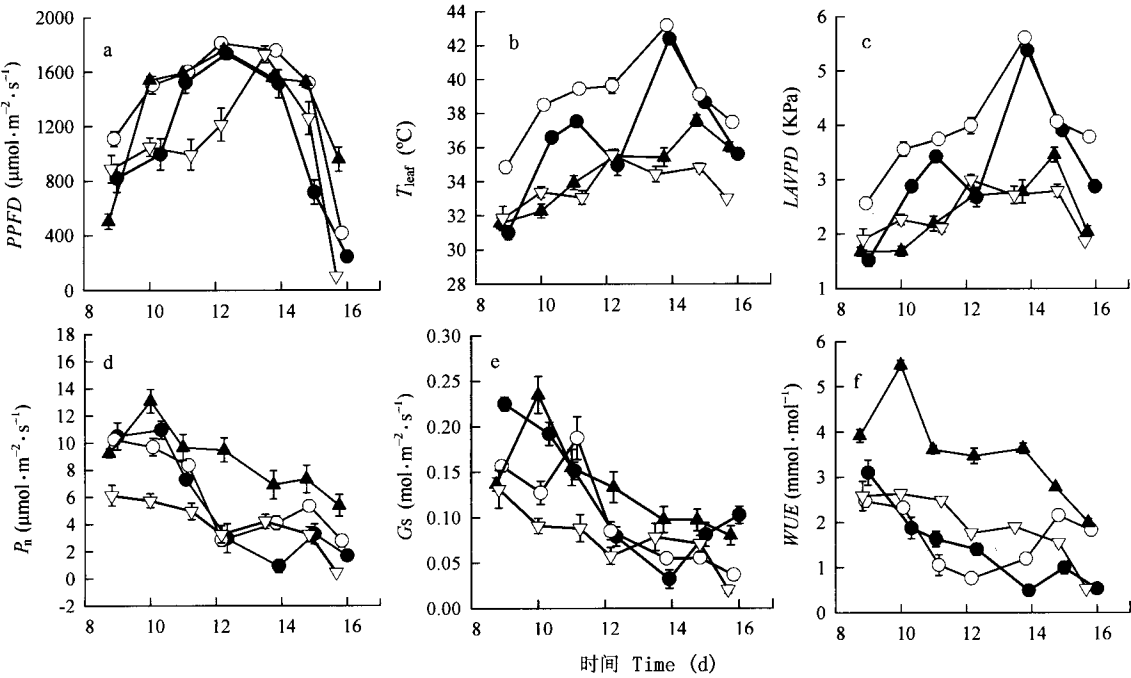 PPFD (μmol·m⁻²·s⁻¹)
2000
1600
1200
800
400
0
a
8 10 12 14 16
T_leaf (℃)
44
42
40
38
36
34
32
30
28
b
8 10 12 14 16
LAVPD (KPa)
6
5
4
3
2
1
c
8 10 12 14 16
P_n (μmol·m⁻²·s⁻¹)
18
16
14
12
10
8
6
4
2
0
-2
d
8 10 12 14 16
Gs (mol·m⁻²·s⁻¹)
0.30
0.25
0.20
0.15
0.10
0.05
0.00
e
8 10 12 14 16
WUE (mmol·mol⁻¹)
6
5
4
3
2
1
0
f
8 10 12 14 16
时间 Time (d)